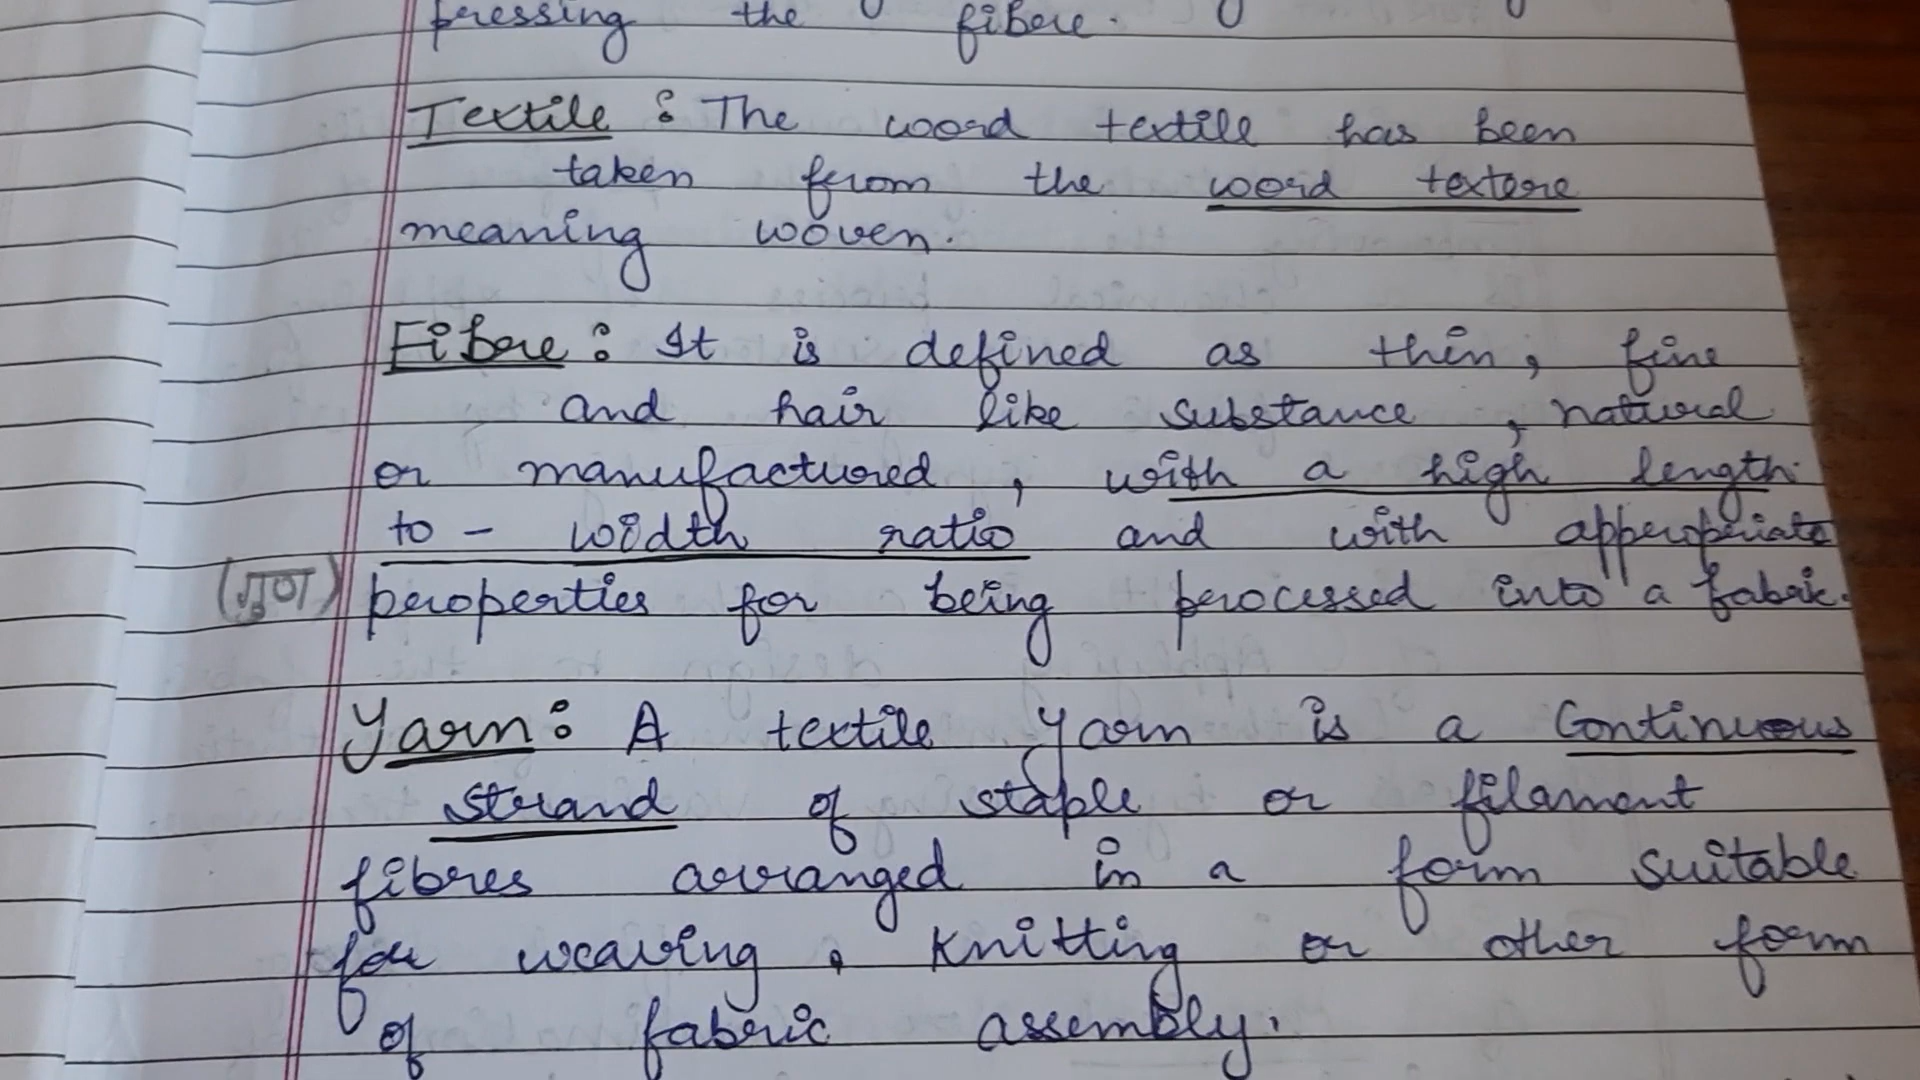 pressing the fibre.
Textile : The word textile has been
taken from the word textere
meaning woven.
Fibre : It is defined as thin, fine
and hair like substance, natural
or manufactured, with a high length
to - width ratio and with appropriate
(गुण) properties for being processed into a fabric.
Yarn : A textile yarn is a Continuous
strand of staple or filament
fibres arranged in a form suitable
for weaving, knitting or other form
of fabric assembly.